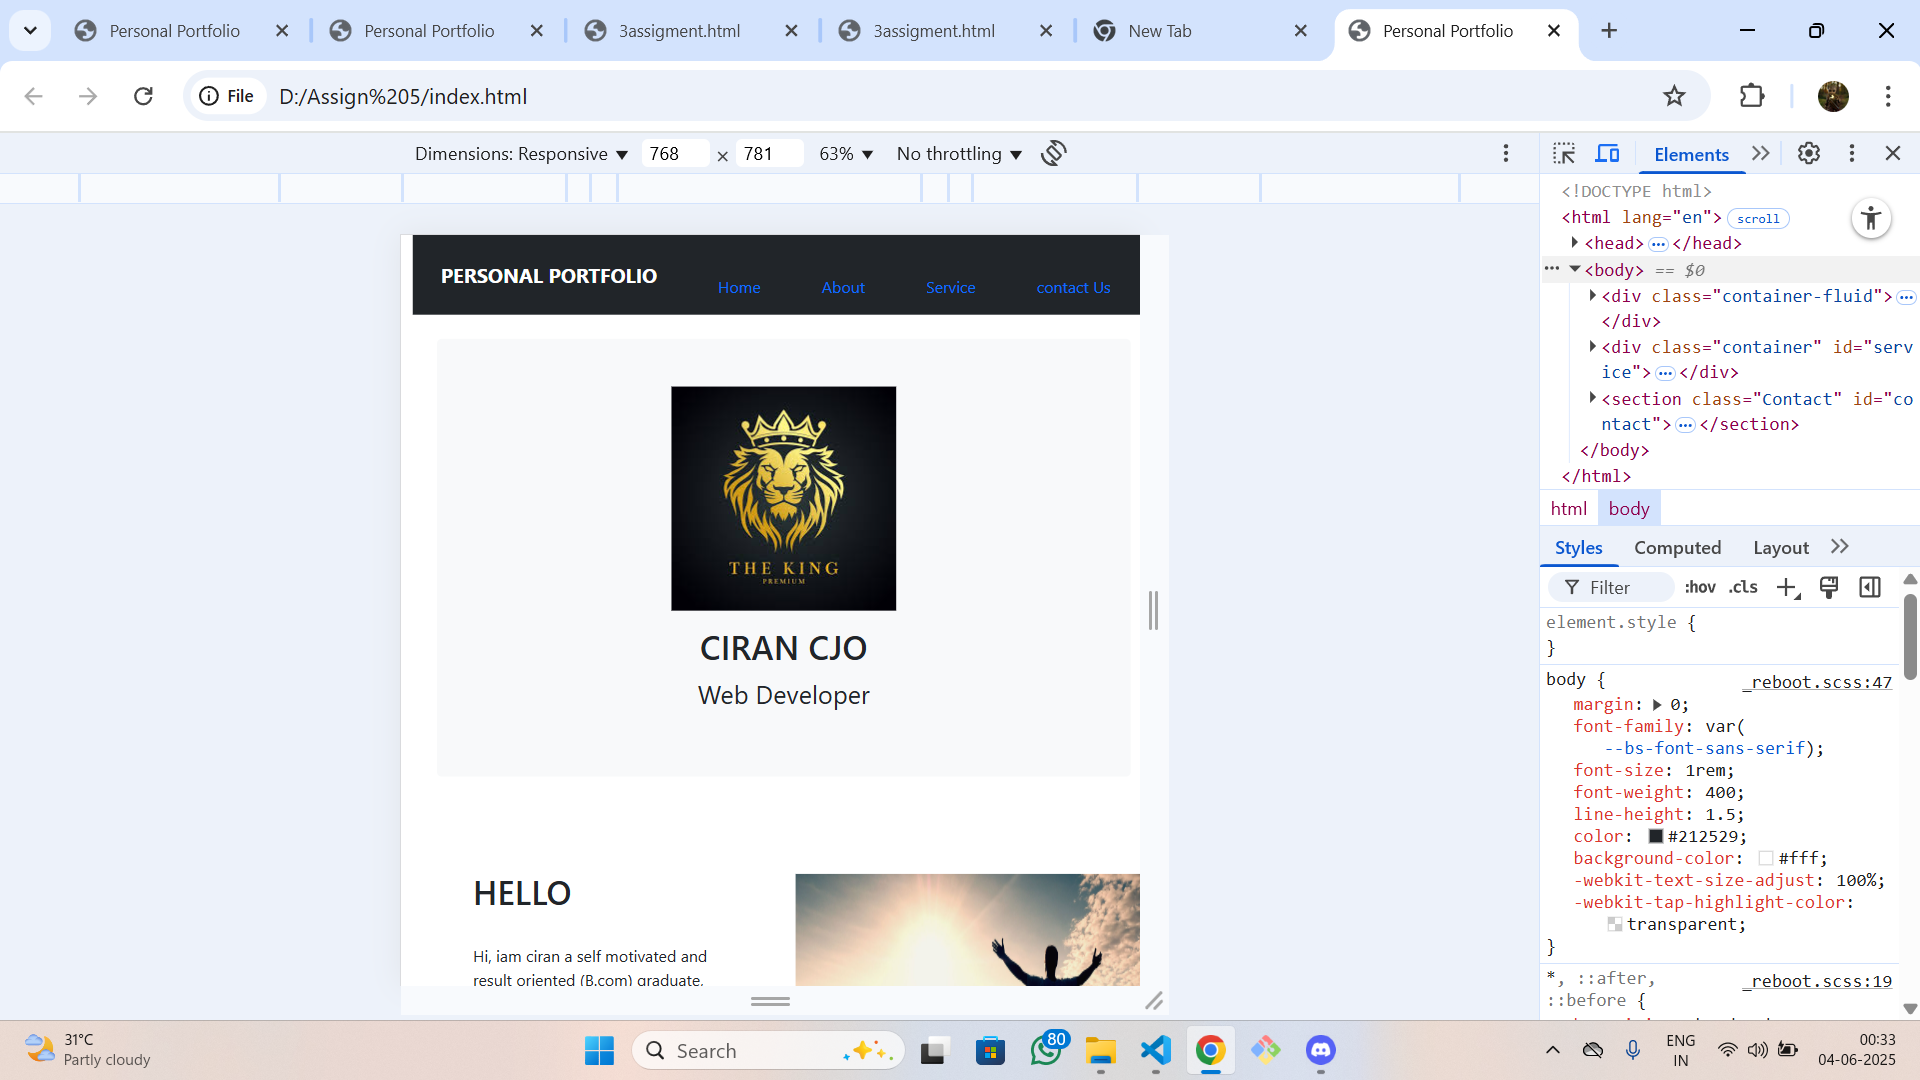 Personal Portfolio
Personal Portfolio
3assigment.html
3assigment.html
New Tab
Personal Portfolio
File D:/Assign%205/index.html
Dimensions: Responsive 768 × 781 63% No throttling
Elements
PERSONAL PORTFOLIO
Home About Service contact Us
THE KING
PREMIUM
CIRAN CJO
Web Developer
HELLO
Hi, iam ciran a self motivated and
result oriented (B.com) graduate,
<!DOCTYPE html>
<html lang="en"> scroll
<head> ··· </head>
··· <body> == $0
<div class="container-fluid"> ···
</div>
<div class="container" id="serv
ice"> ··· </div>
<section class="Contact" id="co
ntact"> ··· </section>
</body>
</html>
html body
Styles Computed Layout
Filter :hov .cls
element.style {
}
body { _reboot.scss:47
margin: 0;
font-family: var(
--bs-font-sans-serif);
font-size: 1rem;
font-weight: 400;
line-height: 1.5;
color: #212529;
background-color: #fff;
-webkit-text-size-adjust: 100%;
-webkit-tap-highlight-color:
transparent;
}
*, ::after, _reboot.scss:19
::before {
31°C
Partly cloudy
Search
80
ENG
IN
00:33
04-06-2025